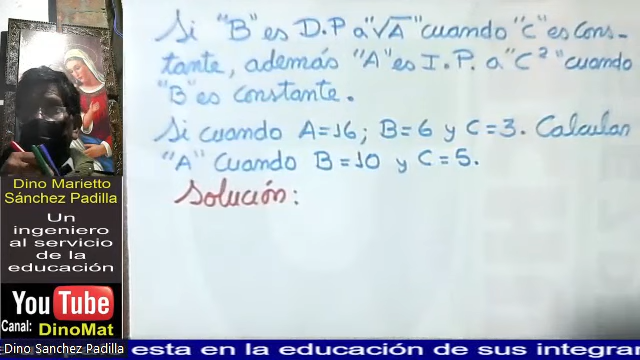 Si "B" es D.P a "√A" cuando "C" es Cons-
tante, además "A" es I.P. a "C²" cuando
"B" es constante.
Si cuando A=16; B=6 y C=3. Calcular
"A" Cuando B=10 y C=5.
Solución:
Dino Marietto
Sánchez Padilla
Un
ingeniero
al servicio
de la
educación
YouTube
Canal: DinoMat
Dino Sanchez Padilla
esta en la educación de sus integran